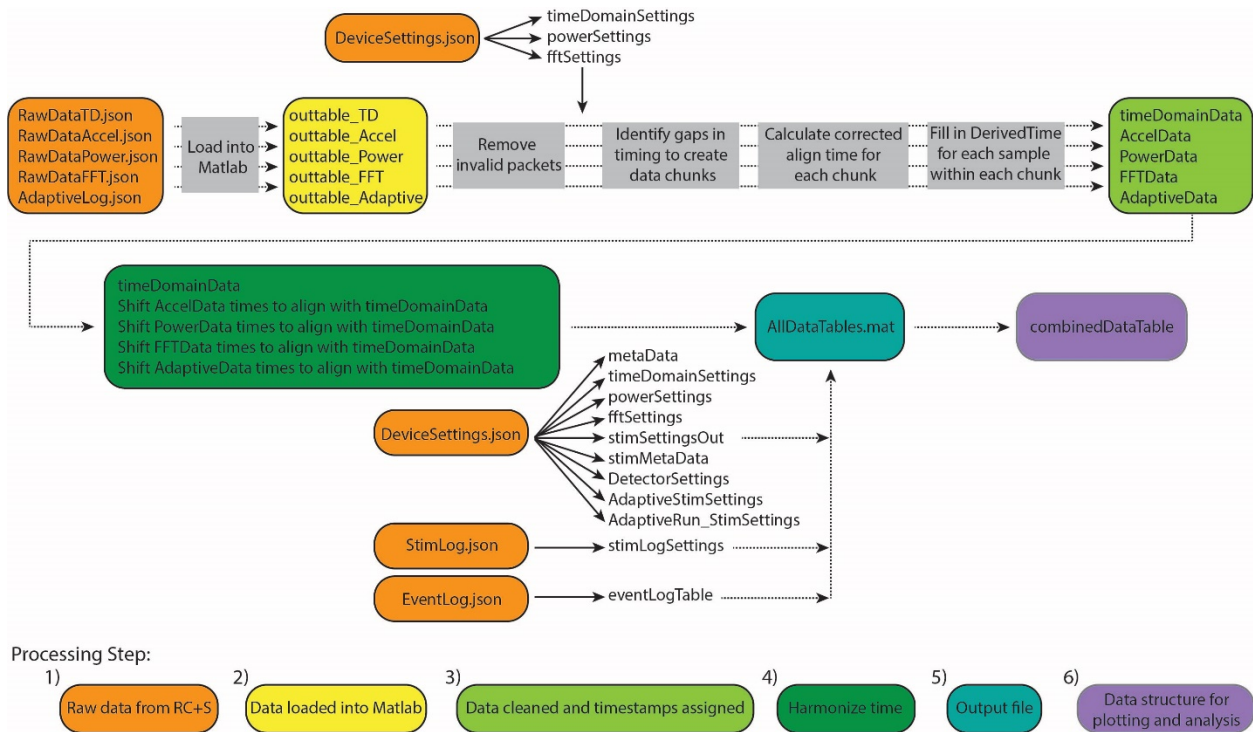 DeviceSettings.json
timeDomainSettings
powerSettings
fftSettings
RawDataTD.json
RawDataAccel.json
RawDataPower.json
RawDataFFT.json
AdaptiveLog.json
Load into
Matlab
outtable_TD
outtable_Accel
outtable_Power
outtable_FFT
outtable_Adaptive
Remove
invalid packets
Identify gaps in
timing to create
data chunks
Calculate corrected
align time for
each chunk
Fill in DerivedTime
for each sample
within each chunk
timeDomainData
AccelData
PowerData
FFTData
AdaptiveData
timeDomainData
Shift AccelData times to align with timeDomainData
Shift PowerData times to align with timeDomainData
Shift FFTData times to align with timeDomainData
Shift AdaptiveData times to align with timeDomainData
AllDataTables.mat
combinedDataTable
DeviceSettings.json
metaData
timeDomainSettings
powerSettings
fftSettings
stimSettingsOut
stimMetaData
DetectorSettings
AdaptiveStimSettings
AdaptiveRun_StimSettings
StimLog.json
stimLogSettings
EventLog.json
eventLogTable
Processing Step:
1)
Raw data from RC+S
2)
Data loaded into Matlab
3)
Data cleaned and timestamps assigned
4)
Harmonize time
5)
Output file
6)
Data structure for
plotting and analysis